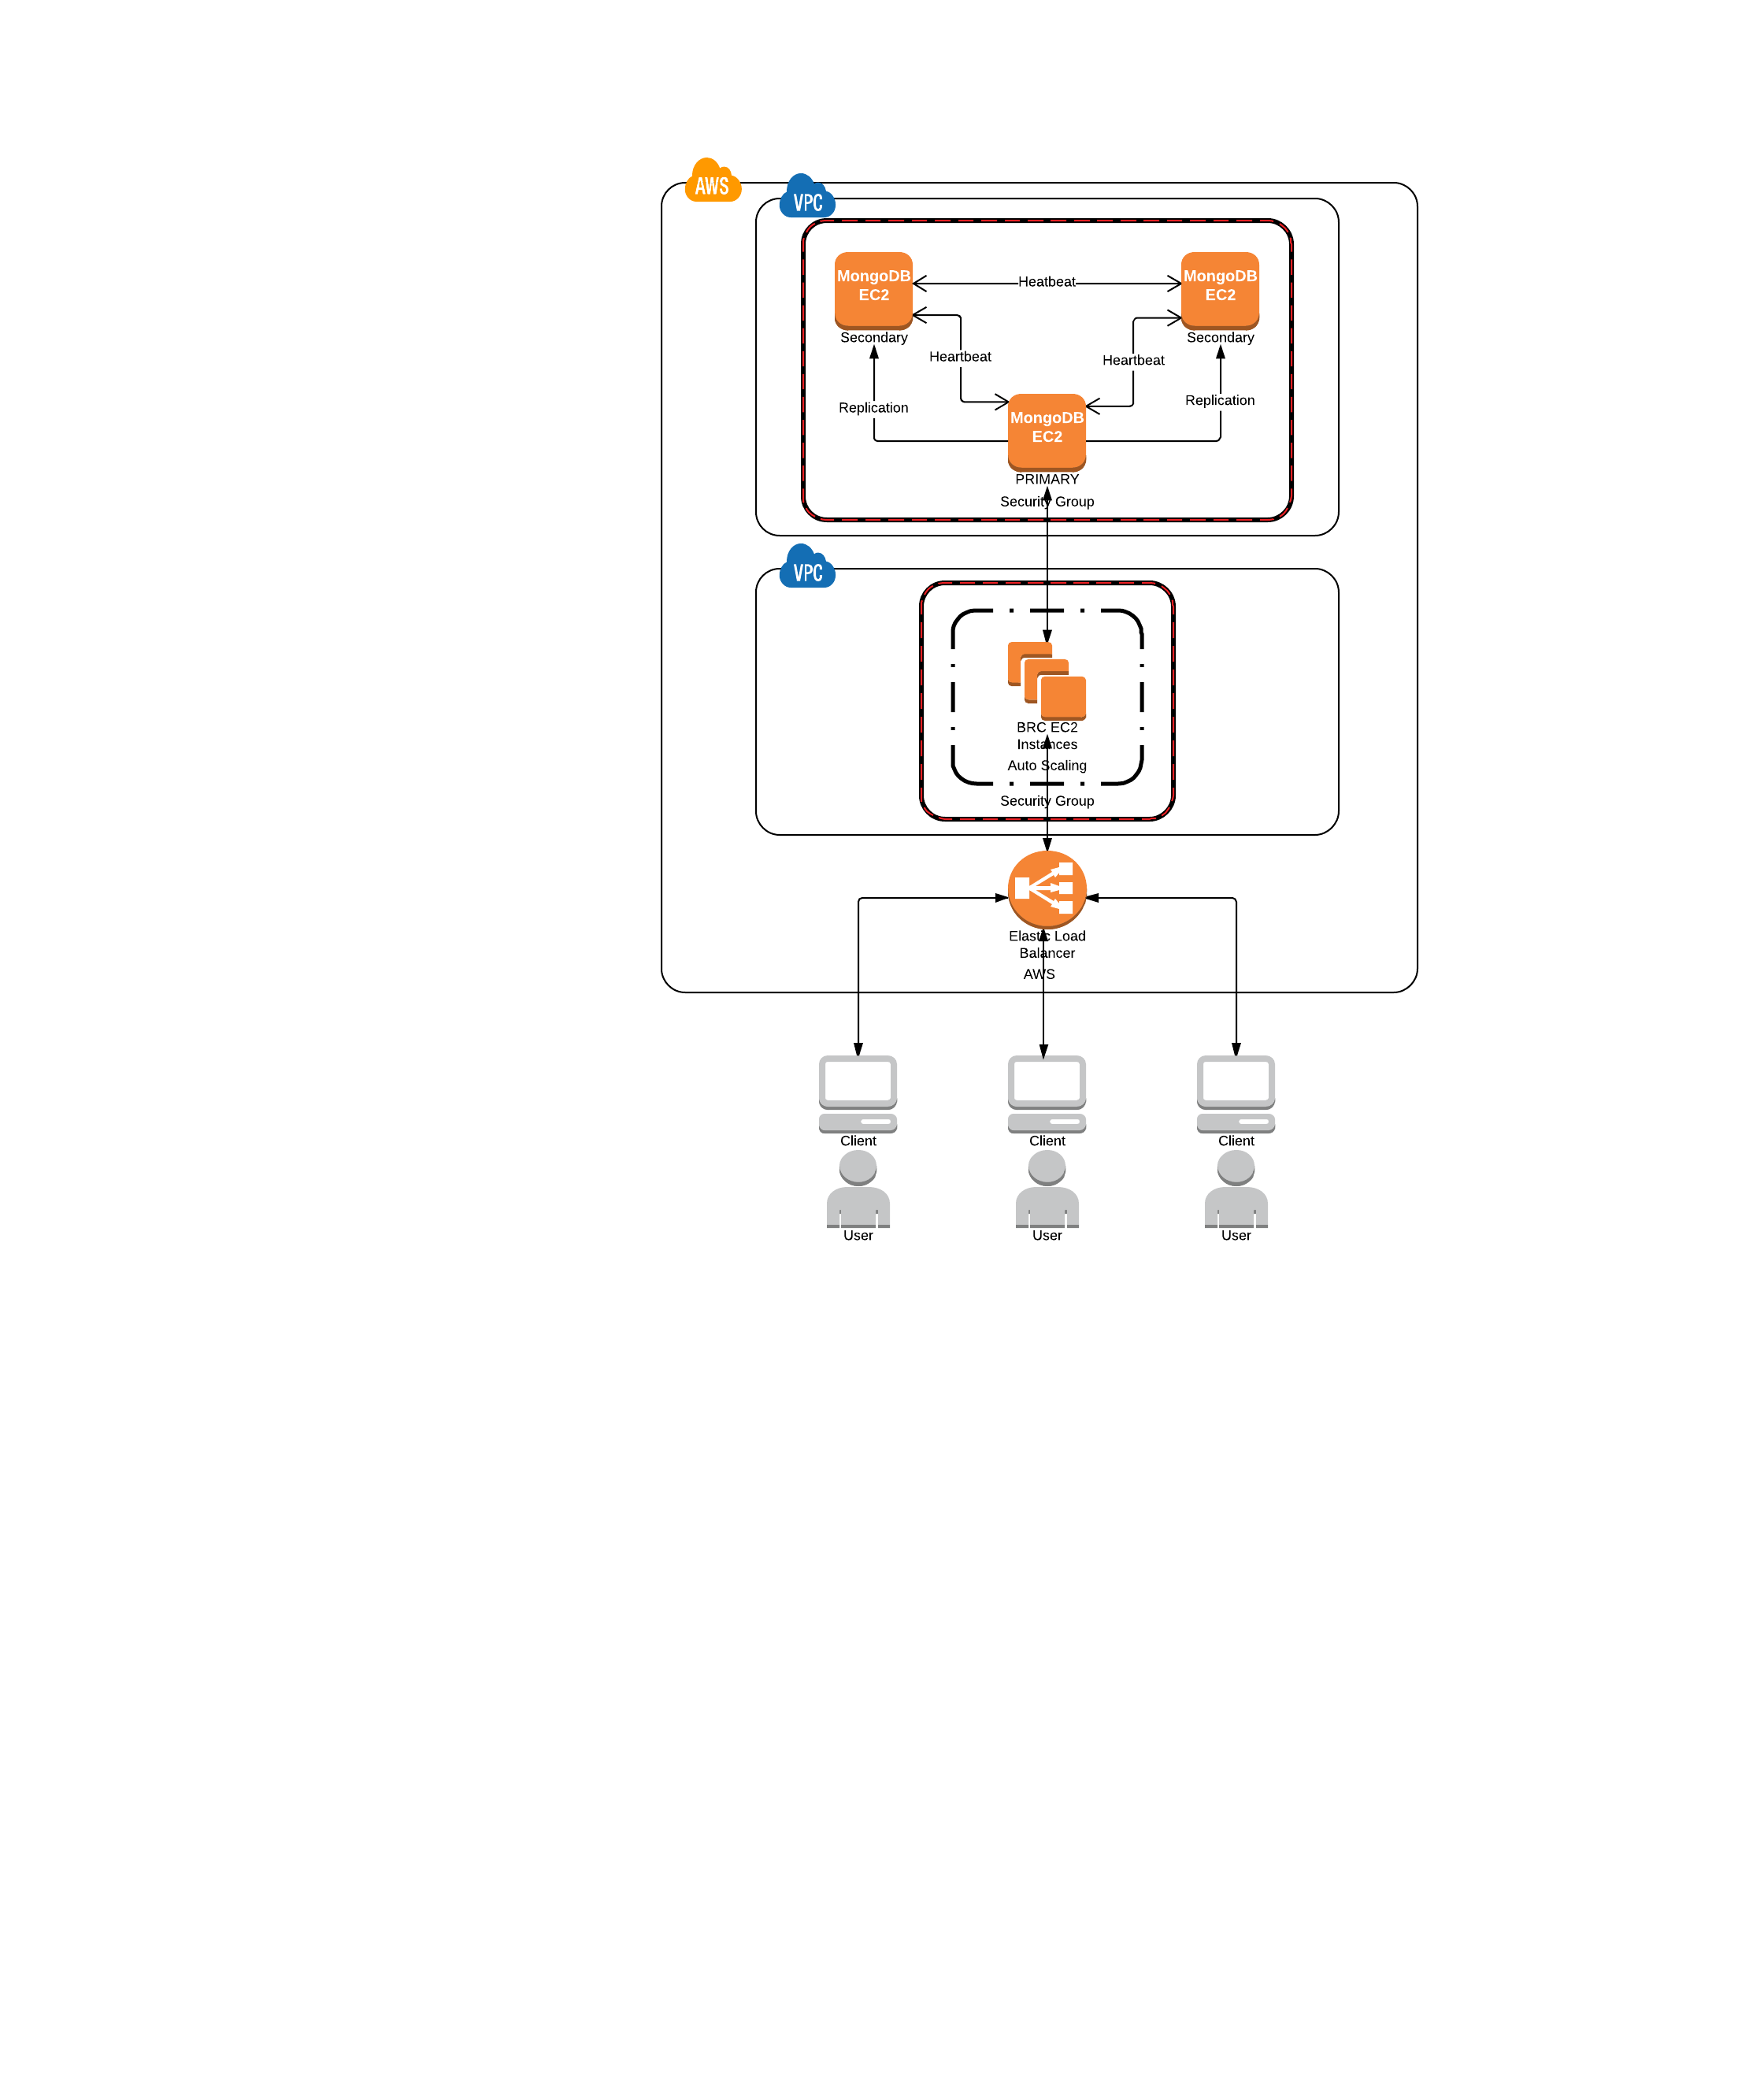 AWS
VPC
MongoDB
EC2
MongoDB
EC2
Heatbeat
Secondary
Secondary
Heartbeat
Heartbeat
Replication
Replication
MongoDB
EC2
PRIMARY
Security Group
VPC
BRC EC2
Instances
Auto Scaling
Security Group
Elastic Load
Balancer
AWS
Client
Client
Client
User
User
User